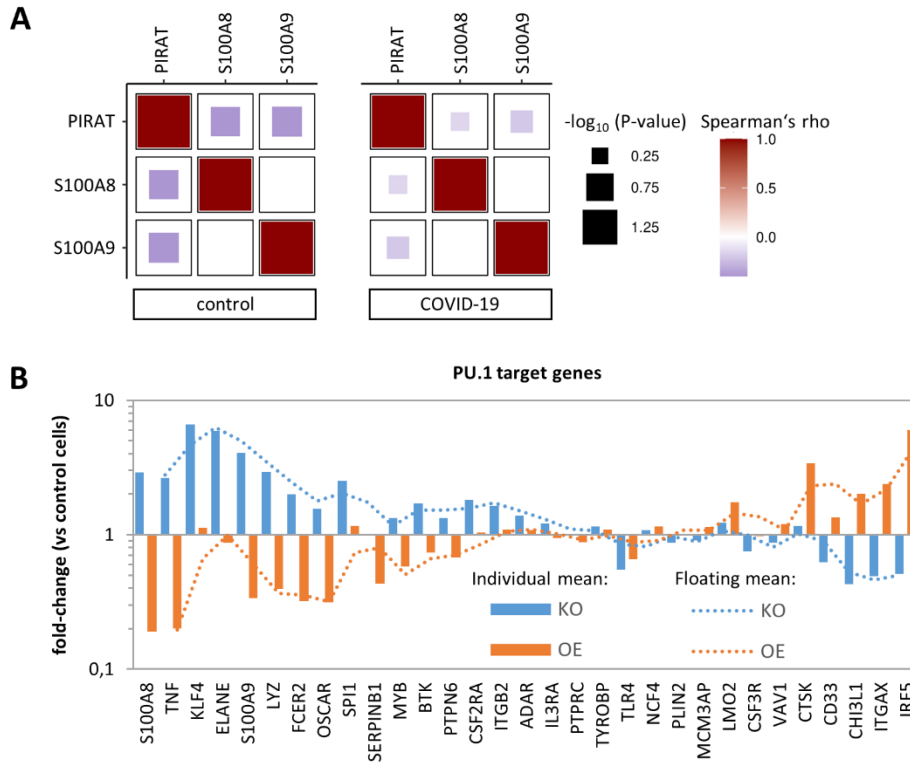 A
PIRAT
S100A8
S100A9
PIRAT
S100A8
S100A9
PIRAT
S100A8
S100A9
-log10 (P-value)
0.25
0.75
1.25
Spearman's rho
1.0
0.5
0.0
control
COVID-19
B
PU.1 target genes
fold-change (vs control cells)
10
1
0,1
Individual mean:
Floating mean:
KO
KO
OE
OE
S100A8
TNF
KLF4
ELANE
S100A9
LYZ
FCER2
OSCAR
SPI1
SERPINB1
MYB
BTK
PTPN6
CSF2RA
ITGB2
ADAR
IL3RA
PTPRC
TYROBP
TLR4
NCF4
PLIN2
MCM3AP
LMO2
CSF3R
VAV1
CTSK
CD33
CHI3L1
ITGAX
IRF5